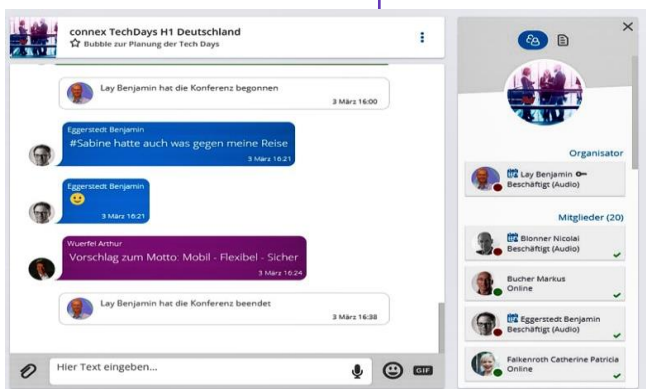 connex TechDays H1 Deutschland
Bubble zur Planung der Tech Days
Lay Benjamin hat die Konferenz begonnen
3 März 16:00
Eggerstedt Benjamin
#Sabine hatte auch was gegen meine Reise
3 März 16:21
Eggerstedt Benjamin
3 März 16:21
Wuerfel Arthur
Vorschlag zum Motto: Mobil - Flexibel - Sicher
3 März 16:24
Lay Benjamin hat die Konferenz beendet
3 März 16:38
Hier Text eingeben...
GIF
Organisator
Lay Benjamin
Beschäftigt (Audio)
Mitglieder (20)
Blonner Nicolai
Beschäftigt (Audio)
Bucher Markus
Online
Eggerstedt Benjamin
Beschäftigt (Audio)
Falkenroth Catherine Patricia
Online